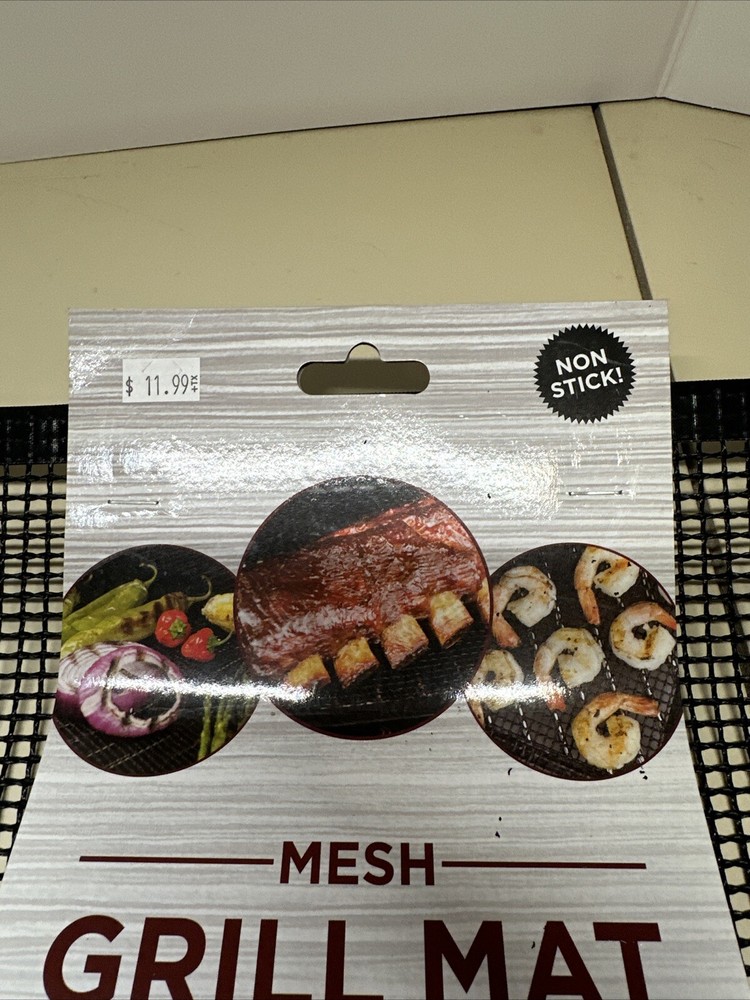 $ 11.99
NON
STICK!
MESH
GRILL MAT